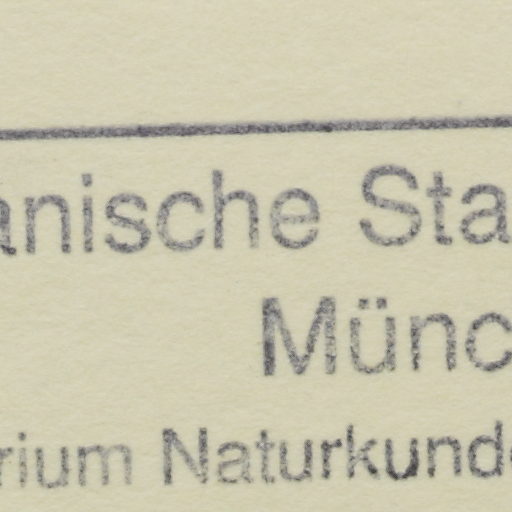 anische Sta
Münc
rium Naturkunde